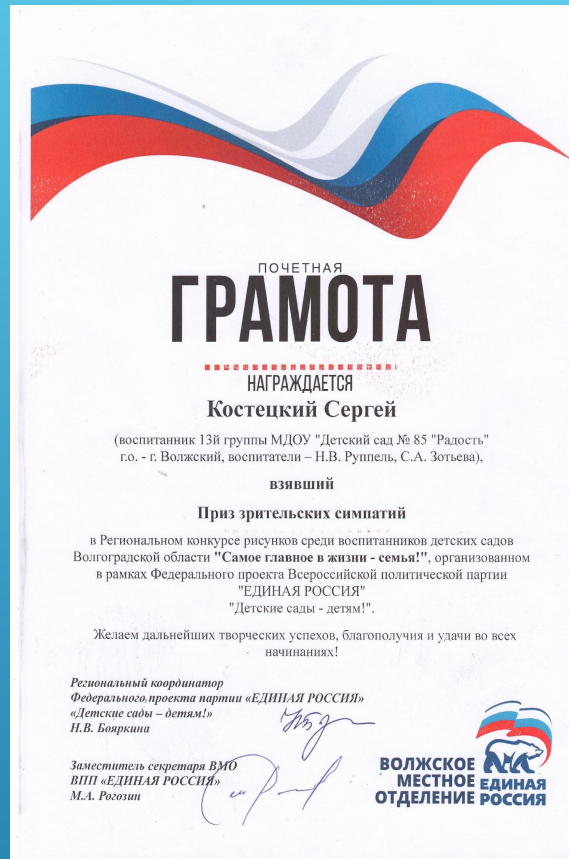 ПОЧЕТНАЯ
ГРАМОТА
НАГРАЖДАЕТСЯ
Костецкий Сергей
(воспитанник 13й группы МДОУ "Детский сад № 85 "Радость"
г.о. - г. Волжский, воспитатели – Н.В. Руппель, С.А. Зотьева),
взявший
Приз зрительских симпатий
в Региональном конкурсе рисунков среди воспитанников детских садов
Волгоградской области "Самое главное в жизни - семья!", организованном
в рамках Федерального проекта Всероссийской политической партии
"ЕДИНАЯ РОССИЯ"
"Детские сады - детям!".
Желаем дальнейших творческих успехов, благополучия и удачи во всех
начинаниях!
Региональный координатор
Федерального проекта партии «ЕДИНАЯ РОССИЯ»
«Детские сады – детям!»
Н.В. Бояркина
Заместитель секретаря ВМО
ВПП «ЕДИНАЯ РОССИЯ»
М.А. Рогозин
ВОЛЖСКОЕ
МЕСТНОЕ
ОТДЕЛЕНИЕ
ЕДИНАЯ
РОССИЯ